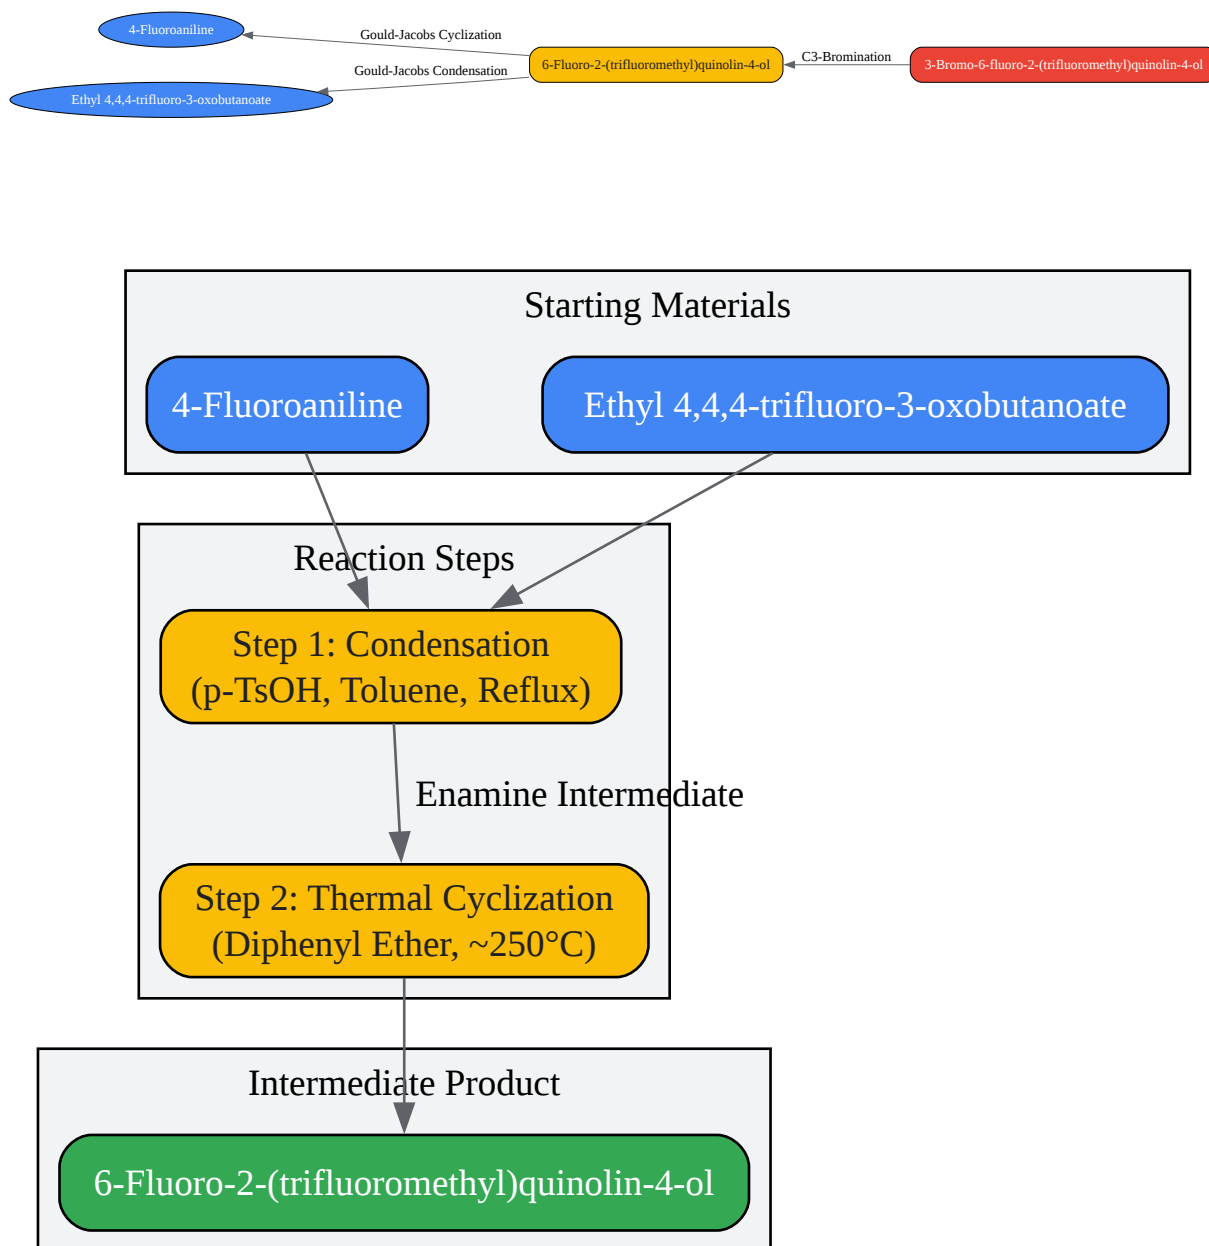 4-Fluoroaniline
Gould-Jacobs Cyclization
6-Fluoro-2-(trifluoromethyl)quinolin-4-ol
C3-Bromination
3-Bromo-6-fluoro-2-(trifluoromethyl)quinolin-4-ol
Gould-Jacobs Condensation
Ethyl 4,4,4-trifluoro-3-oxobutanoate
Starting Materials
4-Fluoroaniline
Ethyl 4,4,4-trifluoro-3-oxobutanoate
Reaction Steps
Step 1: Condensation
(p-TsOH, Toluene, Reflux)
Enamine Intermediate
Step 2: Thermal Cyclization
(Diphenyl Ether, ~250°C)
Intermediate Product
6-Fluoro-2-(trifluoromethyl)quinolin-4-ol